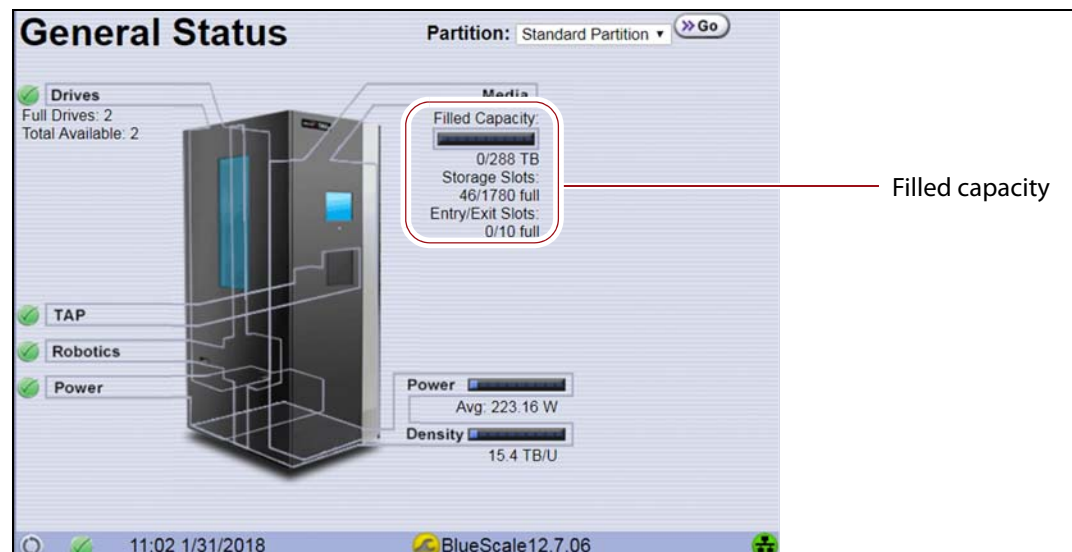 General Status
Partition: Standard Partition
Go
Drives
Full Drives: 2
Total Available: 2
Media
Filled Capacity:
0/288 TB
Storage Slots:
46/1780 full
Entry/Exit Slots:
0/10 full
Filled capacity
TAP
Robotics
Power
Power
Avg: 223.16 W
Density
15.4 TB/U
11:02 1/31/2018
BlueScale12.7.06